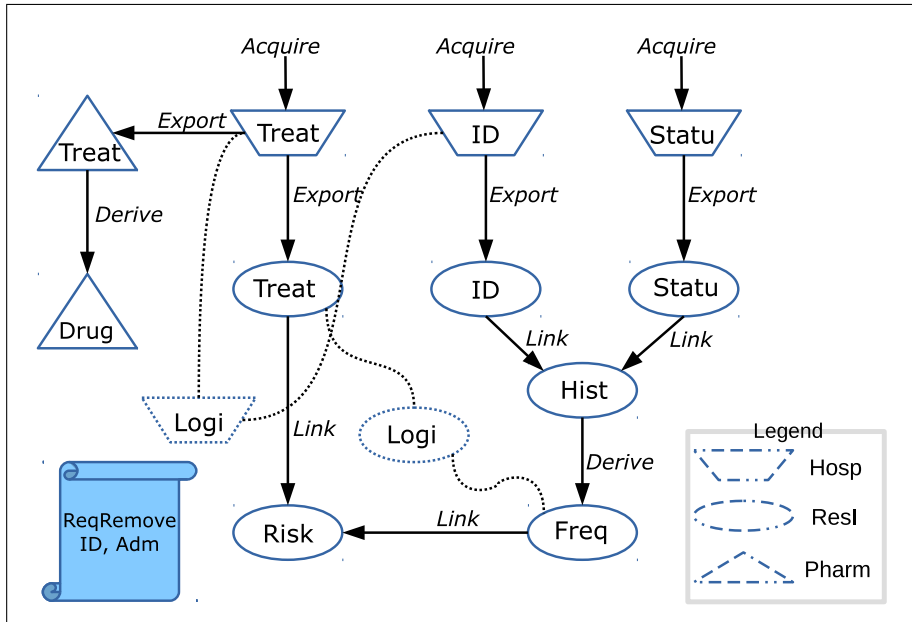 Acquire
Acquire
Acquire
Treat
Export
Treat
ID
Statu
Derive
Export
Export
Export
Drug
Treat
ID
Statu
Link
Link
Hist
Logi
Link
Logi
Derive
Legend
Hosp
Resl
Pharm
ReqRemove
ID, Adm
Risk
Link
Freq